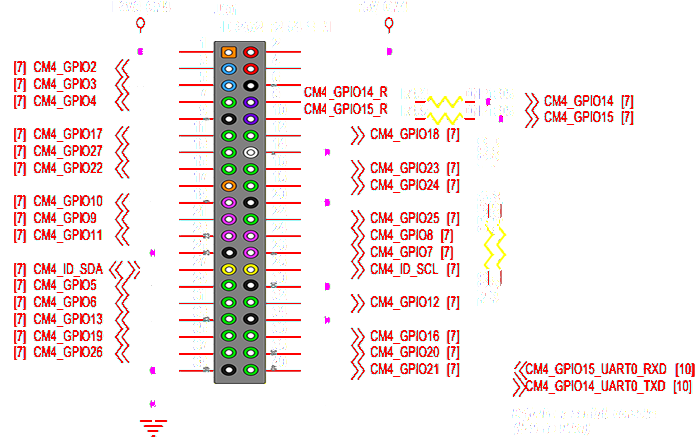 [7] CM4_GPIO2
[7] CM4_GPIO3
[7] CM4_GPIO4
[7] CM4_GPIO17
[7] CM4_GPIO27
[7] CM4_GPIO22
[7] CM4_GPIO10
[7] CM4_GPIO9
[7] CM4_GPIO11
[7] CM4_ID_SDA
[7] CM4_GPIO5
[7] CM4_GPIO6
[7] CM4_GPIO13
[7] CM4_GPIO19
[7] CM4_GPIO26
CM4_GPIO14_R
CM4_GPIO15_R
CM4_GPIO18 [7]
CM4_GPIO23 [7]
CM4_GPIO24 [7]
CM4_GPIO25 [7]
CM4_GPIO8 [7]
CM4_GPIO7 [7]
CM4_ID_SCL [7]
CM4_GPIO12 [7]
CM4_GPIO16 [7]
CM4_GPIO20 [7]
CM4_GPIO21 [7]
CM4_GPIO14 [7]
CM4_GPIO15 [7]
CM4_GPIO15_UART0_RXD [10]
CM4_GPIO14_UART0_TXD [10]